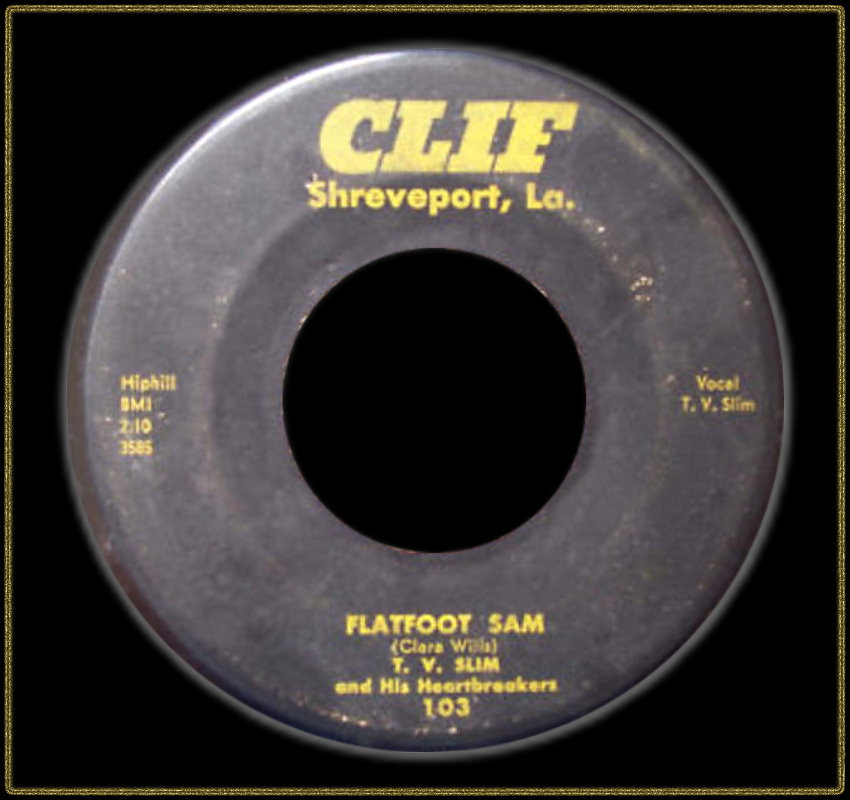 CLIF
Shreveport, La.
Hiphill
BMI
2:10
3585
Vocal
T. V. Slim
FLATFOOT SAM
(Clara Wills)
T. V. SLIM
and His Heartbreakers
103